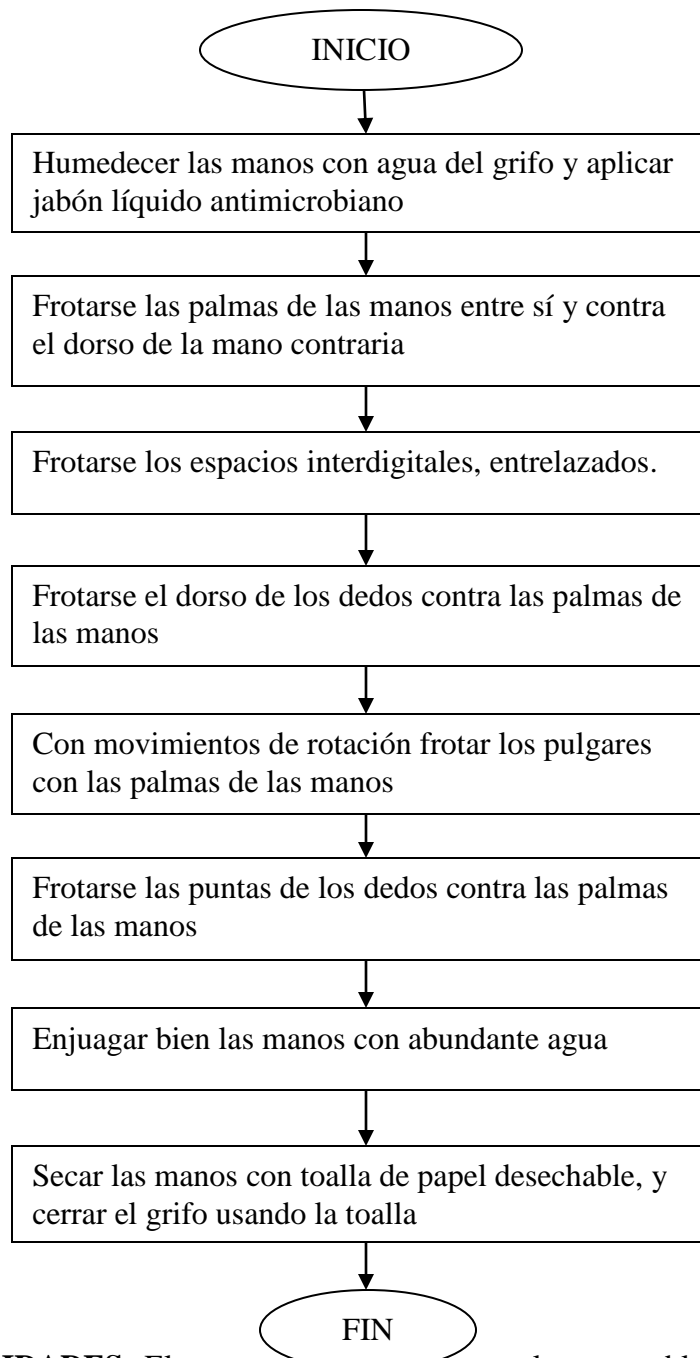 INICIO
Humedecer las manos con agua del grifo y aplicar
jabón líquido antimicrobiano
Frotarse las palmas de las manos entre sí y contra
el dorso de la mano contraria
Frotarse los espacios interdigitales, entrelazados.
Frotarse el dorso de los dedos contra las palmas de
las manos
Con movimientos de rotación frotar los pulgares
con las palmas de las manos
Frotarse las puntas de los dedos contra las palmas
de las manos
Enjuagar bien las manos con abundante agua
Secar las manos con toalla de papel desechable, y
cerrar el grifo usando la toalla
FIN